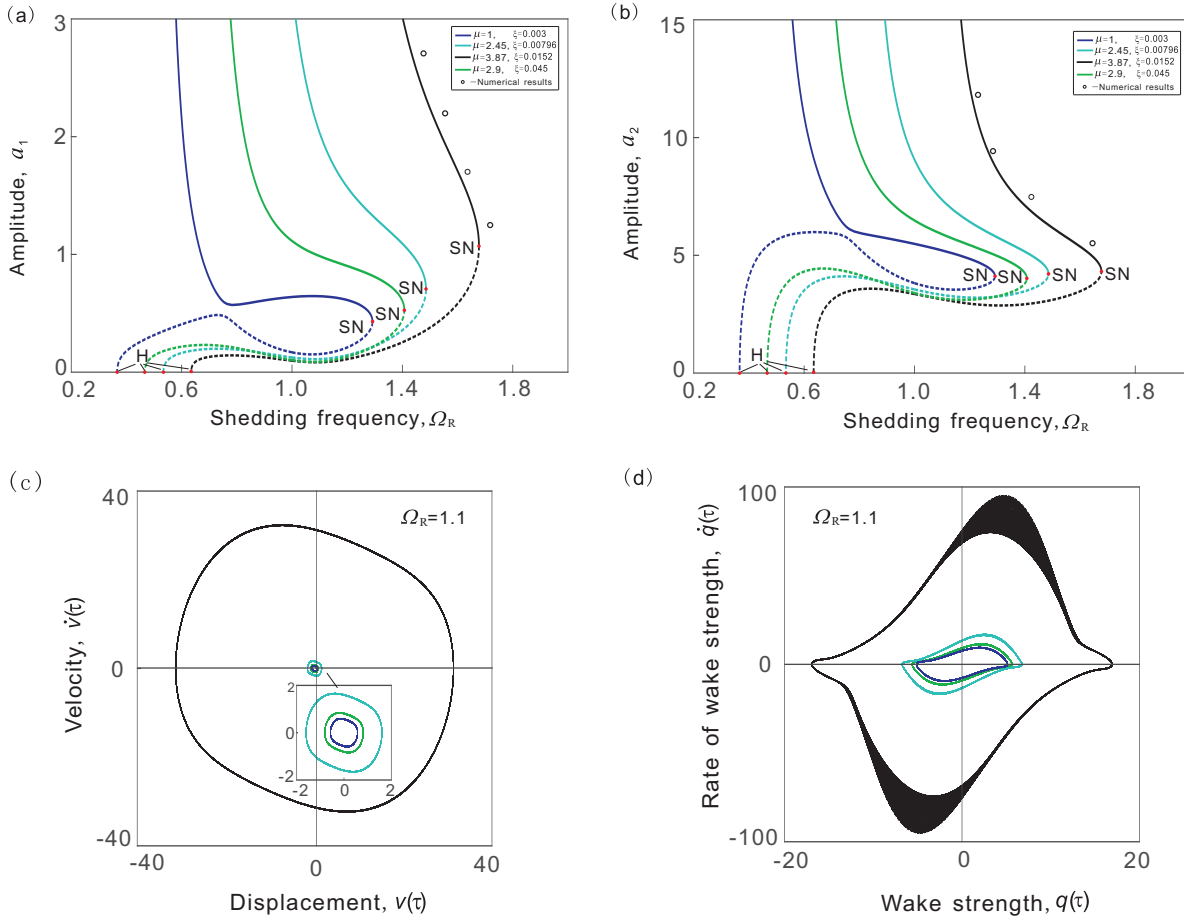 (a)
3
2
1
0
Amplitude, a₁
μ=1, ξ=0.003
μ=2.45, ξ=0.00796
μ=3.87, ξ=0.0152
μ=2.9, ξ=0.045
−Numerical results
SN
SN
SN
SN
H
0.2 0.6 1.0 1.4 1.8
Shedding frequency, Ω_R
(b)
15
10
5
0
Amplitude, a₂
μ=1, ξ=0.003
μ=2.45, ξ=0.00796
μ=3.87, ξ=0.0152
μ=2.9, ξ=0.045
−Numerical results
SN SN SN SN
H
0.2 0.6 1.0 1.4 1.8
Shedding frequency, Ω_R
(c)
40
0
-40
Velocity, v̇(τ)
Ω_R=1.1
2
0
-2
-2 0 2
-40 0 40
Displacement, v(τ)
(d)
100
0
-100
Rate of wake strength, q̇(τ)
Ω_R=1.1
-20 0 20
Wake strength, q(τ)